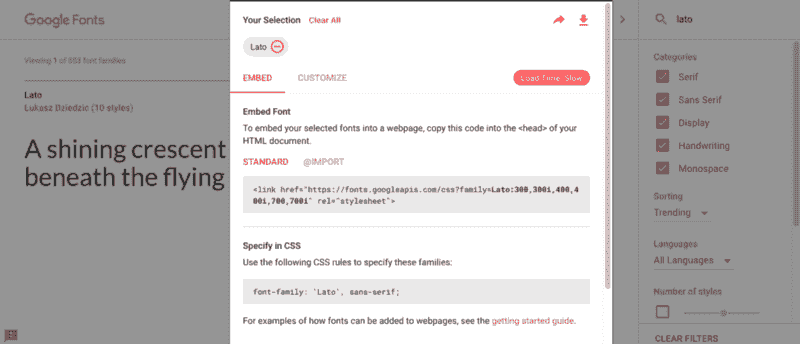 Google Fonts
Viewing 1 of 883 font families
Lato
Łukasz Dziedzic (10 styles)
A shining crescent
beneath the flying
Your Selection Clear All
Lato
EMBED CUSTOMIZE
Load Time: Slow
Embed Font
To embed your selected fonts into a webpage, copy this code into the <head> of your
HTML document.
STANDARD @IMPORT
<link href="https://fonts.googleapis.com/css?family=Lato:300,300i,400,4
00i,700,700i" rel="stylesheet">
Specify in CSS
Use the following CSS rules to specify these families:
font-family: 'Lato', sans-serif;
For examples of how fonts can be added to webpages, see the getting started guide.
lato
Categories
Serif
Sans Serif
Display
Handwriting
Monospace
Sorting
Trending
Languages
All Languages
Number of styles
CLEAR FILTERS